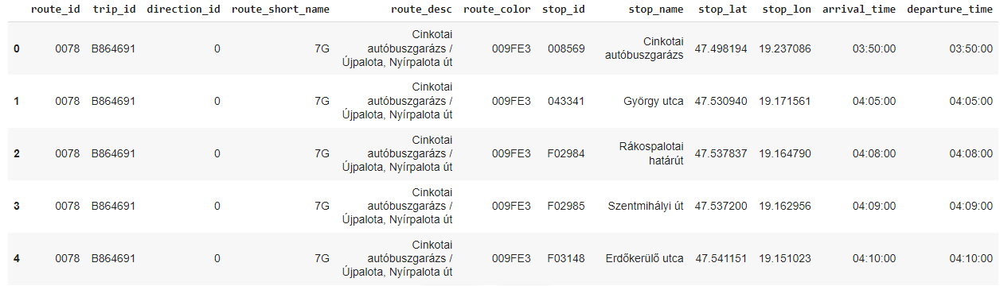 route_id trip_id direction_id route_short_name route_desc route_color stop_id stop_name stop_lat stop_lon arrival_time departure_time
0 0078 B864691 0 7G Cinkotai autóbuszgarázs / Újpalota, Nyírpalota út 009FE3 008569 Cinkotai autóbuszgarázs 47.498194 19.237086 03:50:00 03:50:00
1 0078 B864691 0 7G Cinkotai autóbuszgarázs / Újpalota, Nyírpalota út 009FE3 043341 György utca 47.530940 19.171561 04:05:00 04:05:00
2 0078 B864691 0 7G Cinkotai autóbuszgarázs / Újpalota, Nyírpalota út 009FE3 F02984 Rákospalotai határút 47.537837 19.164790 04:08:00 04:08:00
3 0078 B864691 0 7G Cinkotai autóbuszgarázs / Újpalota, Nyírpalota út 009FE3 F02985 Szentmihályi út 47.537200 19.162956 04:09:00 04:09:00
4 0078 B864691 0 7G Cinkotai autóbuszgarázs / Újpalota, Nyírpalota út 009FE3 F03148 Erdőkerülő utca 47.541151 19.151023 04:10:00 04:10:00